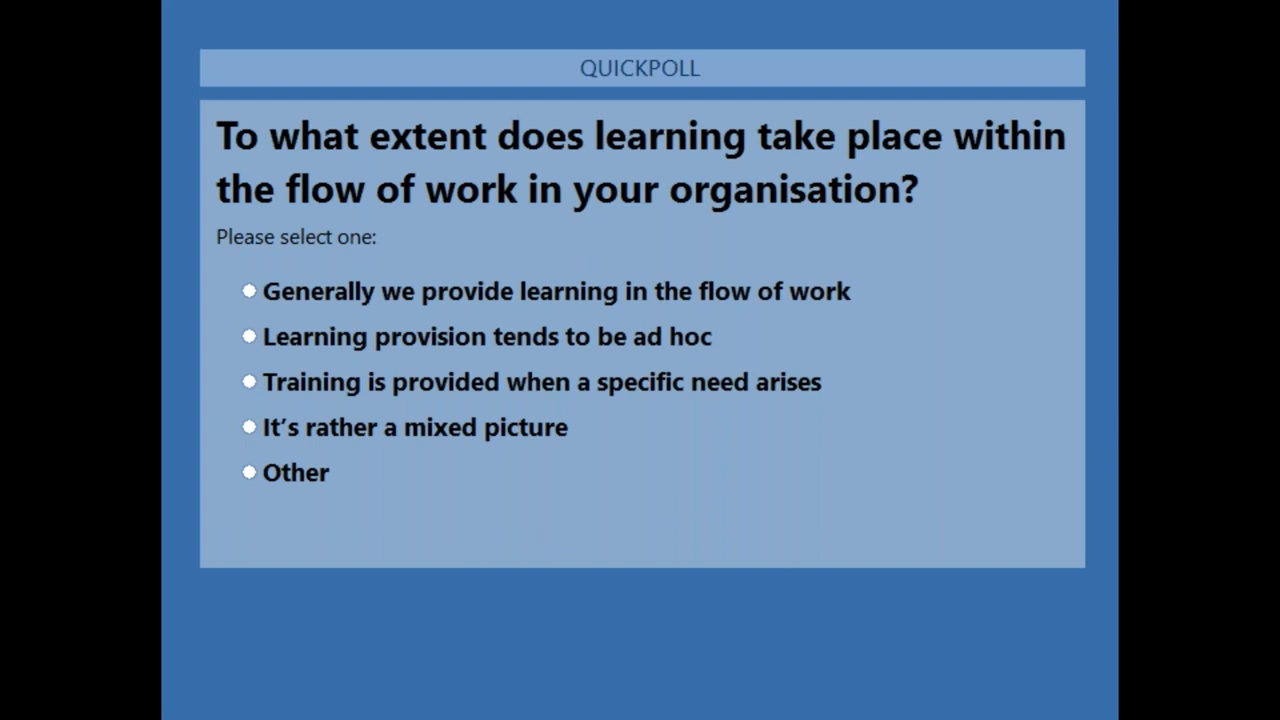 QUICKPOLL
To what extent does learning take place within
the flow of work in your organisation?
Please select one:
Generally we provide learning in the flow of work
Learning provision tends to be ad hoc
Training is provided when a specific need arises
It’s rather a mixed picture
Other